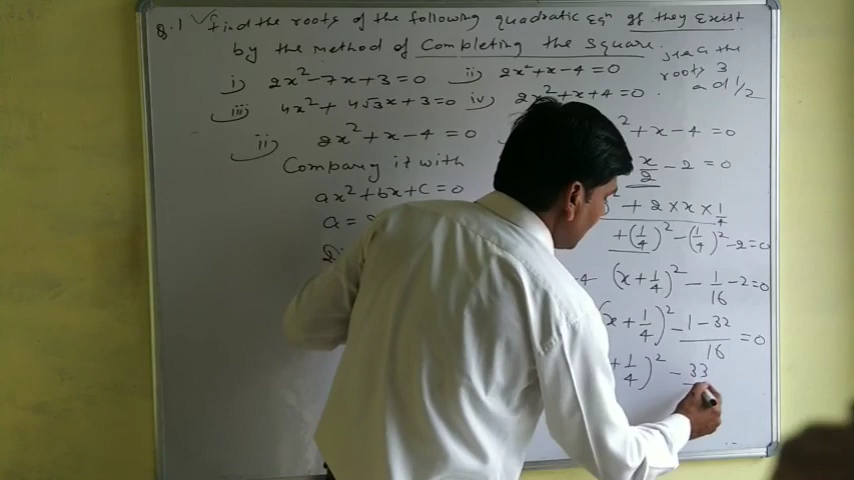 Q.1 ✓ Find the roots of the following quadratic Eqn if they Exist
by the method of Completing the Square.
i) 2x² - 7x + 3 = 0 ii) 2x² + x - 4 = 0
roots 3
and 1/2
iii) 4x² + 4√3x + 3 = 0 iv) 2x² + x + 4 = 0.
ii) 2x² + x - 4 = 0
Compary it with
ax² + bx + c = 0
a =
² + x - 4 = 0
x/2 - 2 = 0
² + 2 × x × 1/4
+ (1/4)² - (1/4)² - 2 = 0
(x + 1/4)² - 1/16 - 2 = 0
(x + 1/4)² - 1 - 32 / 16 = 0
+ 1/4)² - 33